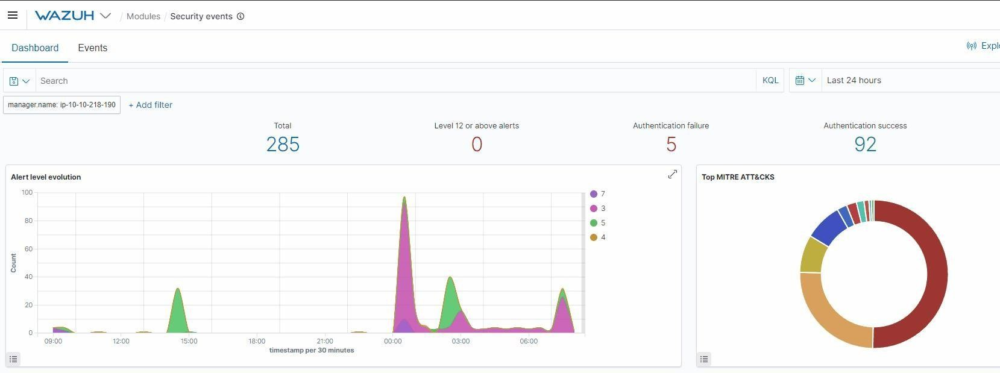 WAZUH / Modules / Security events
Dashboard Events
Explo
Search KQL Last 24 hours
manager.name: ip-10-10-218-190 + Add filter
Total Level 12 or above alerts Authentication failure Authentication success
285 0 5 92
Alert level evolution
100
80
60
40
20
0
Count
09:00 12:00 15:00 18:00 21:00 00:00 03:00 06:00
timestamp per 30 minutes
7
3
5
4
Top MITRE ATT&CKS